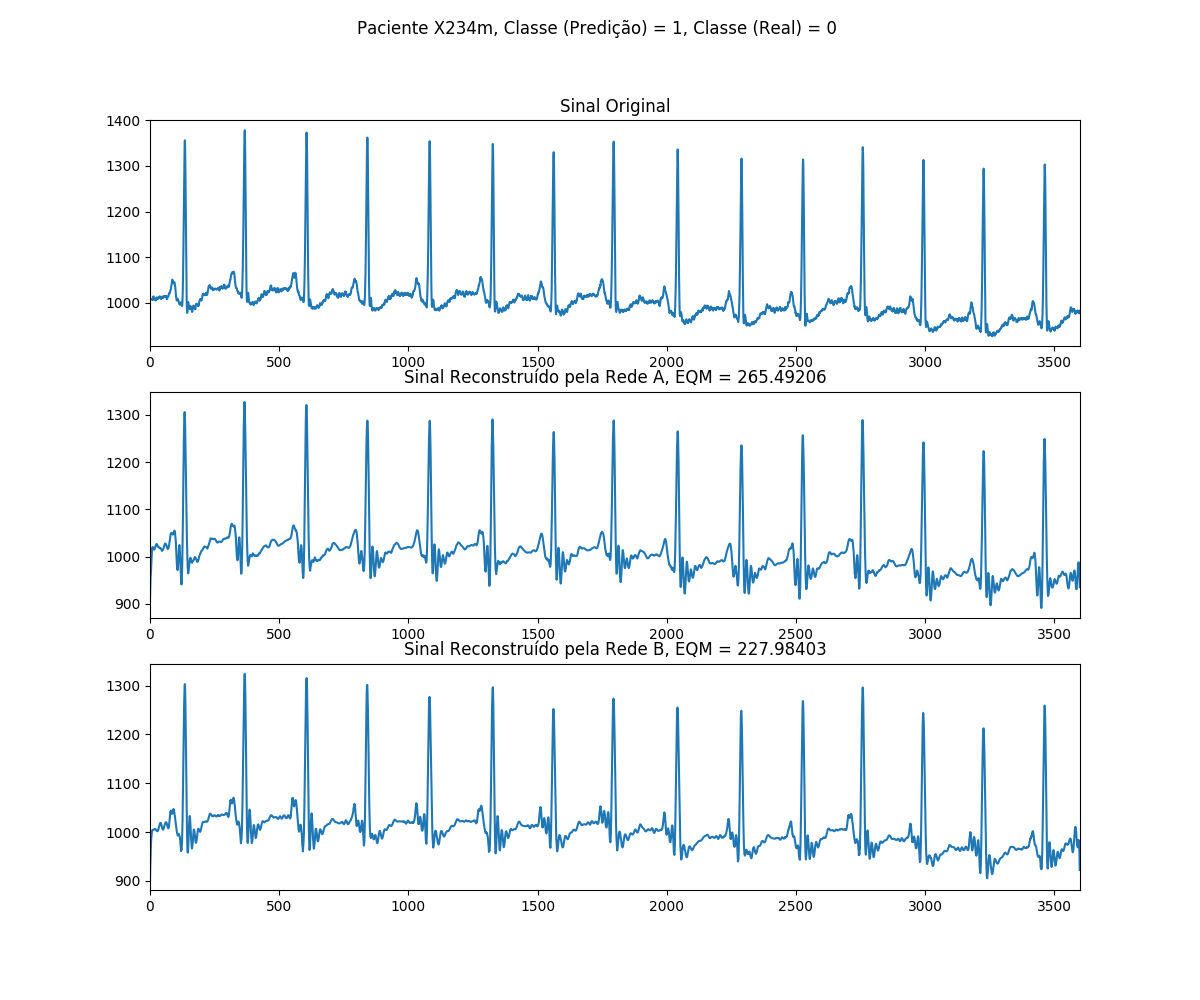 Paciente X234m, Classe (Predição) = 1, Classe (Real) = 0
Sinal Original
1400
1300
1200
1100
1000
0 500 1000 1500 2000 2500 3000 3500
Sinal Reconstruído pela Rede A, EQM = 265.49206
1300
1200
1100
1000
900
0 500 1000 1500 2000 2500 3000 3500
Sinal Reconstruído pela Rede B, EQM = 227.98403
1300
1200
1100
1000
900
0 500 1000 1500 2000 2500 3000 3500